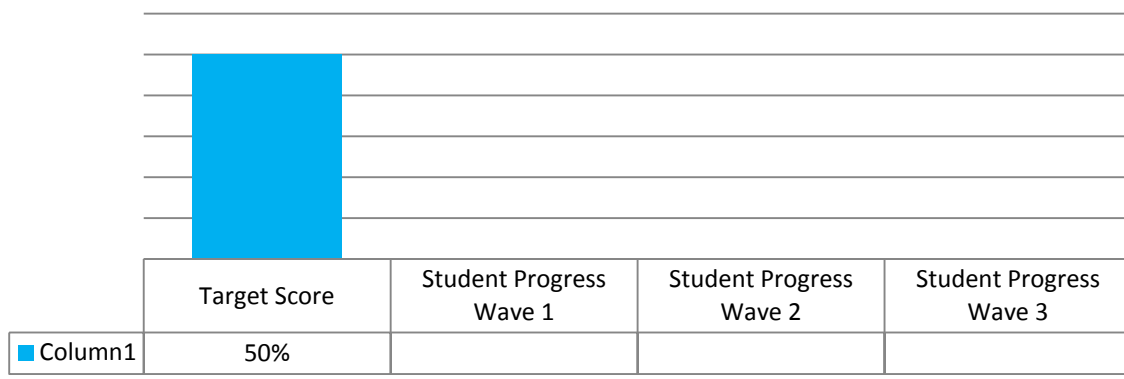 Target Score
Student Progress
Wave 1
Student Progress
Wave 2
Student Progress
Wave 3
Column1
50%